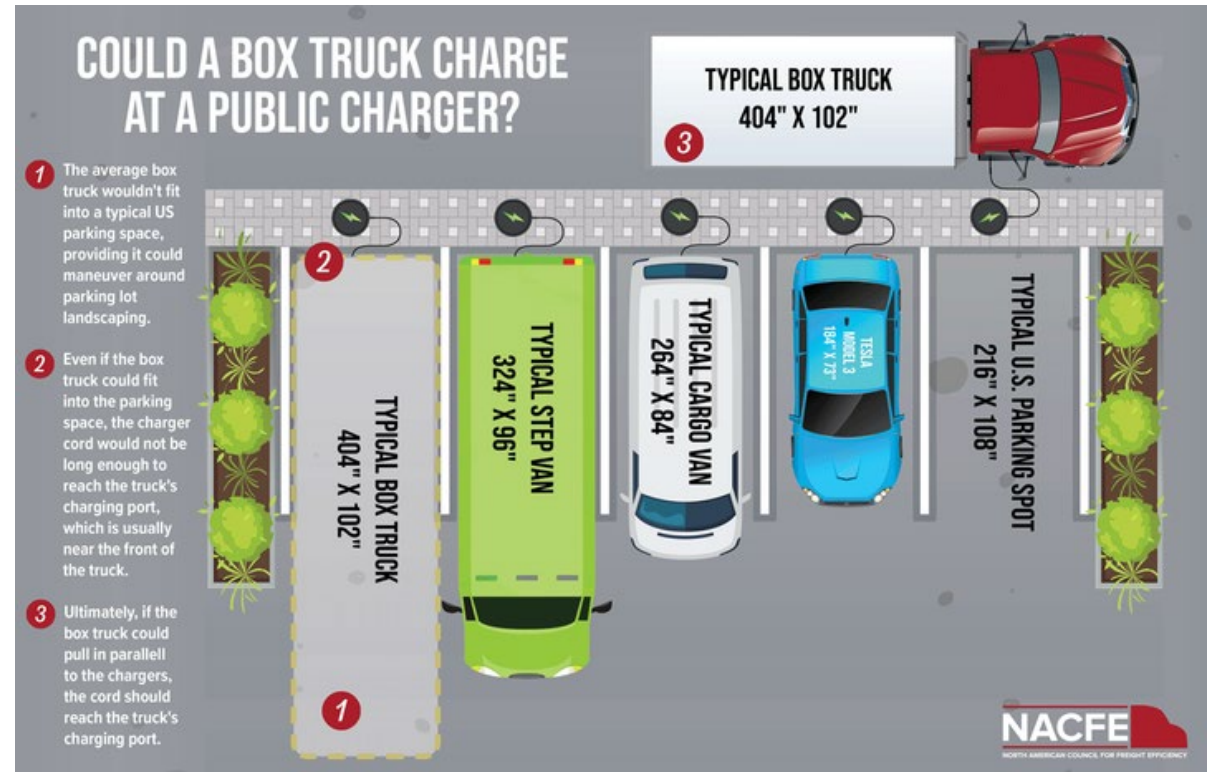 COULD A BOX TRUCK CHARGE
AT A PUBLIC CHARGER?
1
The average box
truck wouldn't fit
into a typical US
parking space,
providing it could
maneuver around
parking lot
landscaping.
2
Even if the box
truck could fit
into the parking
space, the charger
cord would not be
long enough to
reach the truck's
charging port,
which is usually
near the front of
the truck.
3
Ultimately, if the
box truck could
pull in parallell
to the chargers,
the cord should
reach the truck's
charging port.
TYPICAL BOX TRUCK
404" X 102"
3
2
TYPICAL BOX TRUCK
404" X 102"
1
TYPICAL STEP VAN
324" X 96"
TYPICAL CARGO VAN
264" X 84"
TESLA
MODEL 3
184" X 73"
TYPICAL U.S. PARKING SPOT
216" X 108"
NACFE
NORTH AMERICAN COUNCIL FOR FREIGHT EFFICIENCY